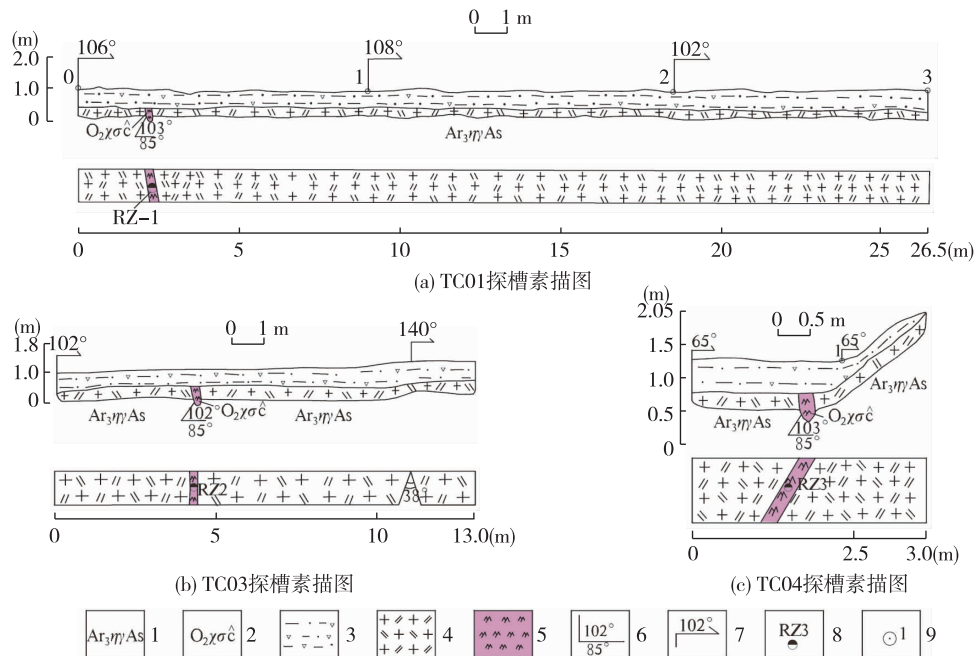 0 1 m
(m)
2.0
1.0
0
106°
108°
102°
0
1
2
3
O₂χσĉ
103°
85°
Ar₃ηγAs
RZ-1
0 5 10 15 20 25 26.5(m)
(a) TC01探槽素描图
(m)
1.8
1.0
0
102°
0 1 m
140°
Ar₃ηγAs
102°
85°
O₂χσĉ
Ar₃ηγAs
RZ2
38°
0 5 10 13.0(m)
(b) TC03探槽素描图
(m)
2.05
1.5
1.0
0.5
0
65°
0 0.5 m
1
65°
Ar₃ηγAs
Ar₃ηγAs
103°
85°
O₂χσĉ
RZ3
0 2.5 3.0(m)
(c) TC04探槽素描图
Ar₃ηγAs 1 O₂χσĉ 2 3 4 5 102° 85° 6 102° 7 RZ3 8 1 9